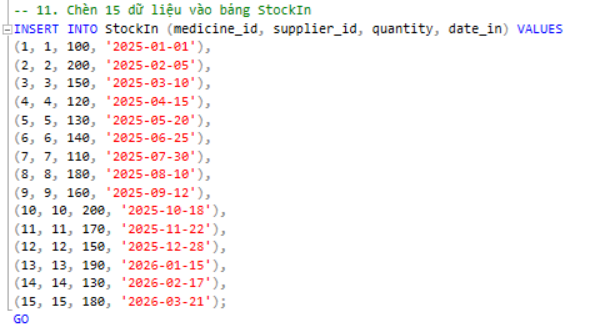 -- 11. Chèn 15 dữ liệu vào bảng StockIn
INSERT INTO StockIn (medicine_id, supplier_id, quantity, date_in) VALUES
(1, 1, 100, '2025-01-01'),
(2, 2, 200, '2025-02-05'),
(3, 3, 150, '2025-03-10'),
(4, 4, 120, '2025-04-15'),
(5, 5, 130, '2025-05-20'),
(6, 6, 140, '2025-06-25'),
(7, 7, 110, '2025-07-30'),
(8, 8, 180, '2025-08-10'),
(9, 9, 160, '2025-09-12'),
(10, 10, 200, '2025-10-18'),
(11, 11, 170, '2025-11-22'),
(12, 12, 150, '2025-12-28'),
(13, 13, 190, '2026-01-15'),
(14, 14, 130, '2026-02-17'),
(15, 15, 180, '2026-03-21');
GO